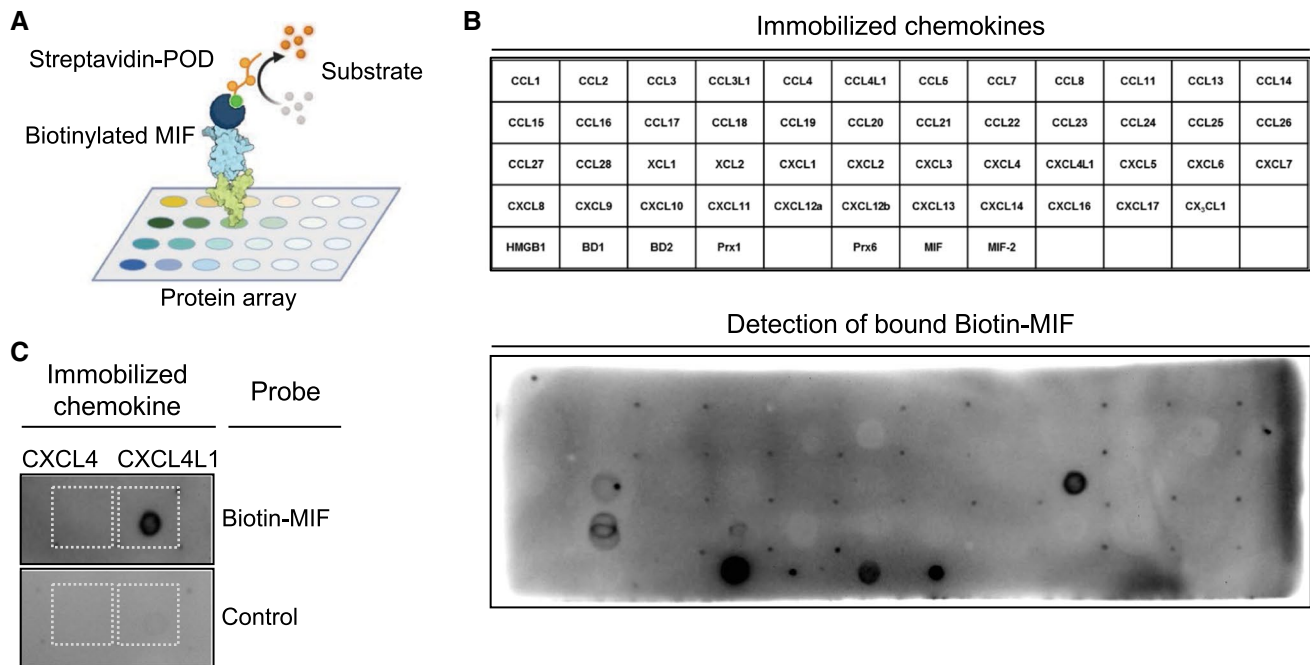 A
Streptavidin-POD
Substrate
Biotinylated MIF
Protein array
B
Immobilized chemokines
CCL1 CCL2 CCL3 CCL3L1 CCL4 CCL4L1 CCL5 CCL7 CCL8 CCL11 CCL13 CCL14
CCL15 CCL16 CCL17 CCL18 CCL19 CCL20 CCL21 CCL22 CCL23 CCL24 CCL25 CCL26
CCL27 CCL28 XCL1 XCL2 CXCL1 CXCL2 CXCL3 CXCL4 CXCL4L1 CXCL5 CXCL6 CXCL7
CXCL8 CXCL9 CXCL10 CXCL11 CXCL12a CXCL12b CXCL13 CXCL14 CXCL16 CXCL17 CX₃CL1
HMGB1 BD1 BD2 Prx1 Prx6 MIF MIF-2
Detection of bound Biotin-MIF
C
Immobilized
chemokine
Probe
CXCL4 CXCL4L1
Biotin-MIF
Control